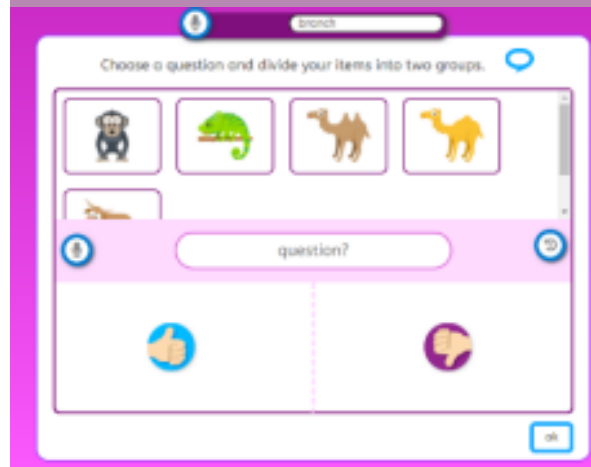 branch
Choose a question and divide your items into two groups.
question?
ok